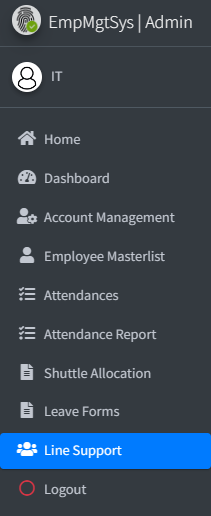 EmpMgtSys | Admin
IT
Home
Dashboard
Account Management
Employee Masterlist
Attendances
Attendance Report
Shuttle Allocation
Leave Forms
Line Support
Logout